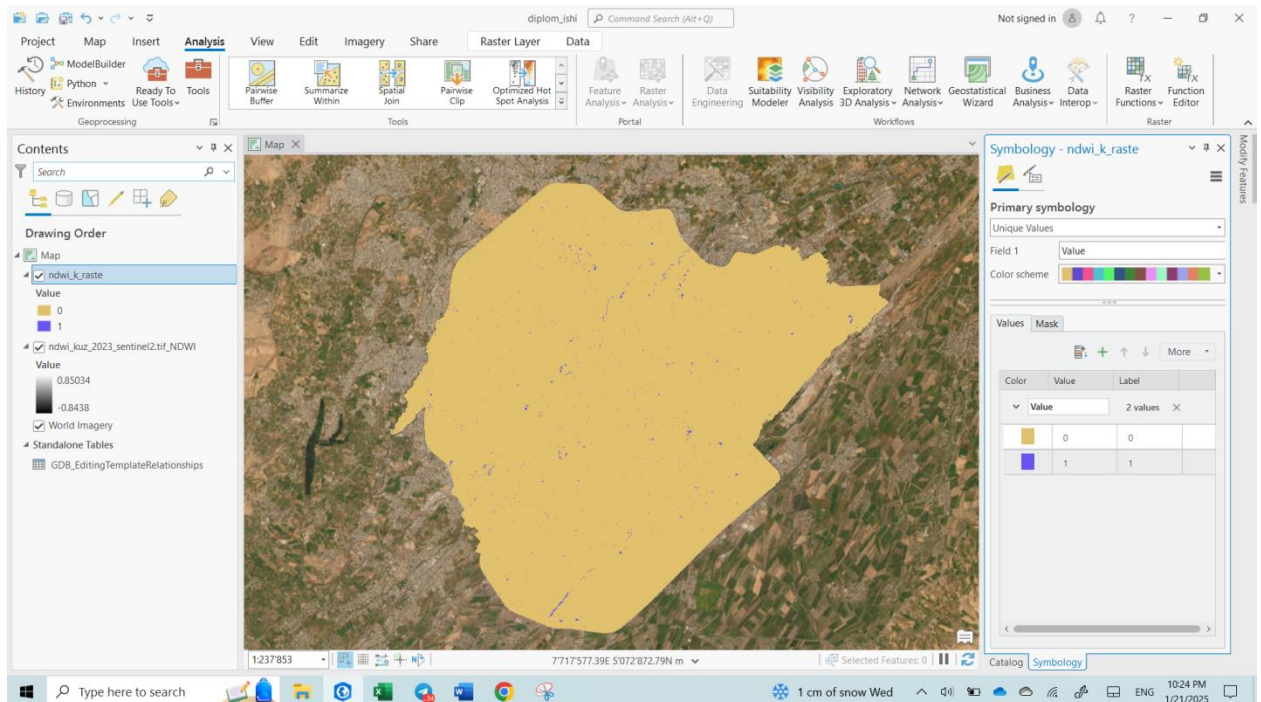 diplom_ishi
Command Search (Alt+Q)
Not signed in
?
Project Map Insert Analysis View Edit Imagery Share Raster Layer Data
History
ModelBuilder
Python
Environments
Ready To Use Tools
Tools
Geoprocessing
Pairwise Buffer
Summarize Within
Spatial Join
Pairwise Clip
Optimized Hot Spot Analysis
Tools
Feature Analysis
Raster Analysis
Portal
Data Engineering
Suitability Modeler
Visibility Analysis
Exploratory 3D Analysis
Network Analysis
Geostatistical Wizard
Business Analysis
Data Interop
Workflows
Raster Functions
Function Editor
Raster
Contents
Search
Drawing Order
Map
ndwi_k_raste
Value
0
1
ndwi_kuz_2023_sentinel2.tif_NDWI
Value
0.85034
-0.8438
World Imagery
Standalone Tables
GDB_EditingTemplateRelationships
Map
1:237'853
7'717'577.39E 5'072'872.79N m
Selected Features: 0
Symbology - ndwi_k_raste
Primary symbology
Unique Values
Field 1 Value
Color scheme
Values Mask
More
Color Value Label
Value 2 values
0 0
1 1
Catalog Symbology
Modify Features
Type here to search
1 cm of snow Wed
ENG
10:24 PM
1/21/2025